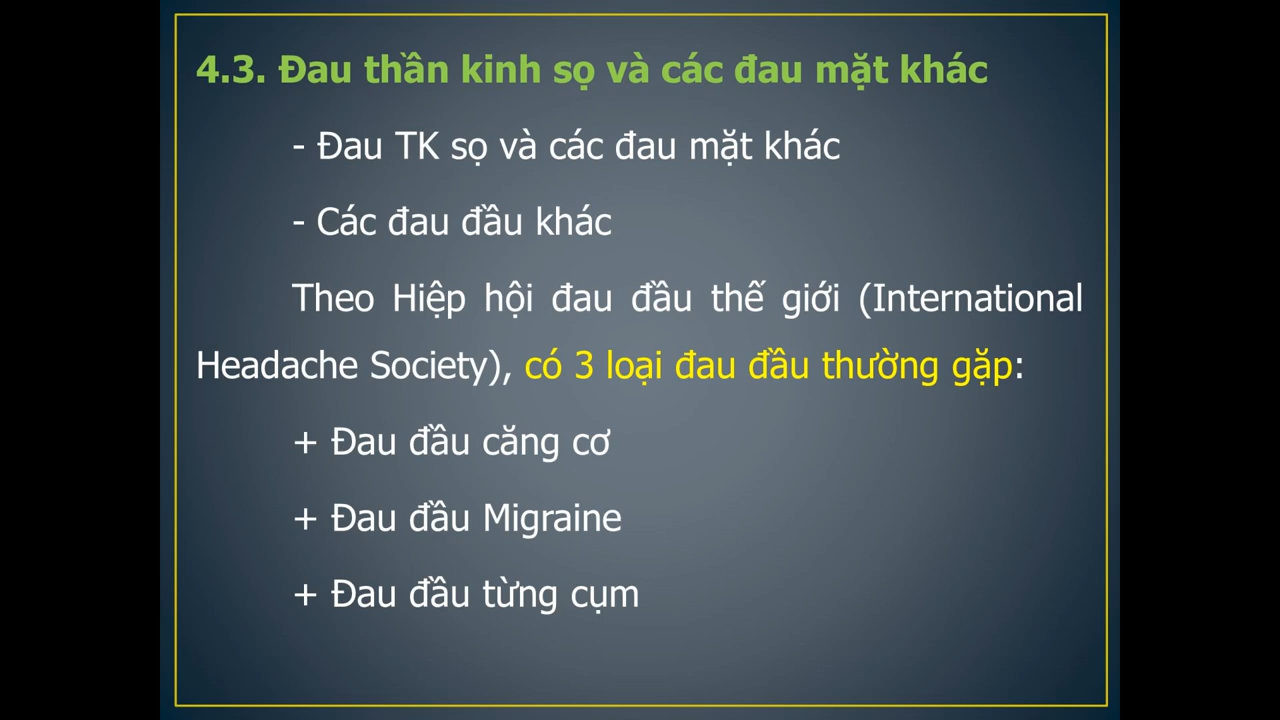 4.3. Đau thần kinh sọ và các đau mặt khác
- Đau TK sọ và các đau mặt khác
- Các đau đầu khác
Theo Hiệp hội đau đầu thế giới (International
Headache Society), có 3 loại đau đầu thường gặp:
+ Đau đầu căng cơ
+ Đau đầu Migraine
+ Đau đầu từng cụm